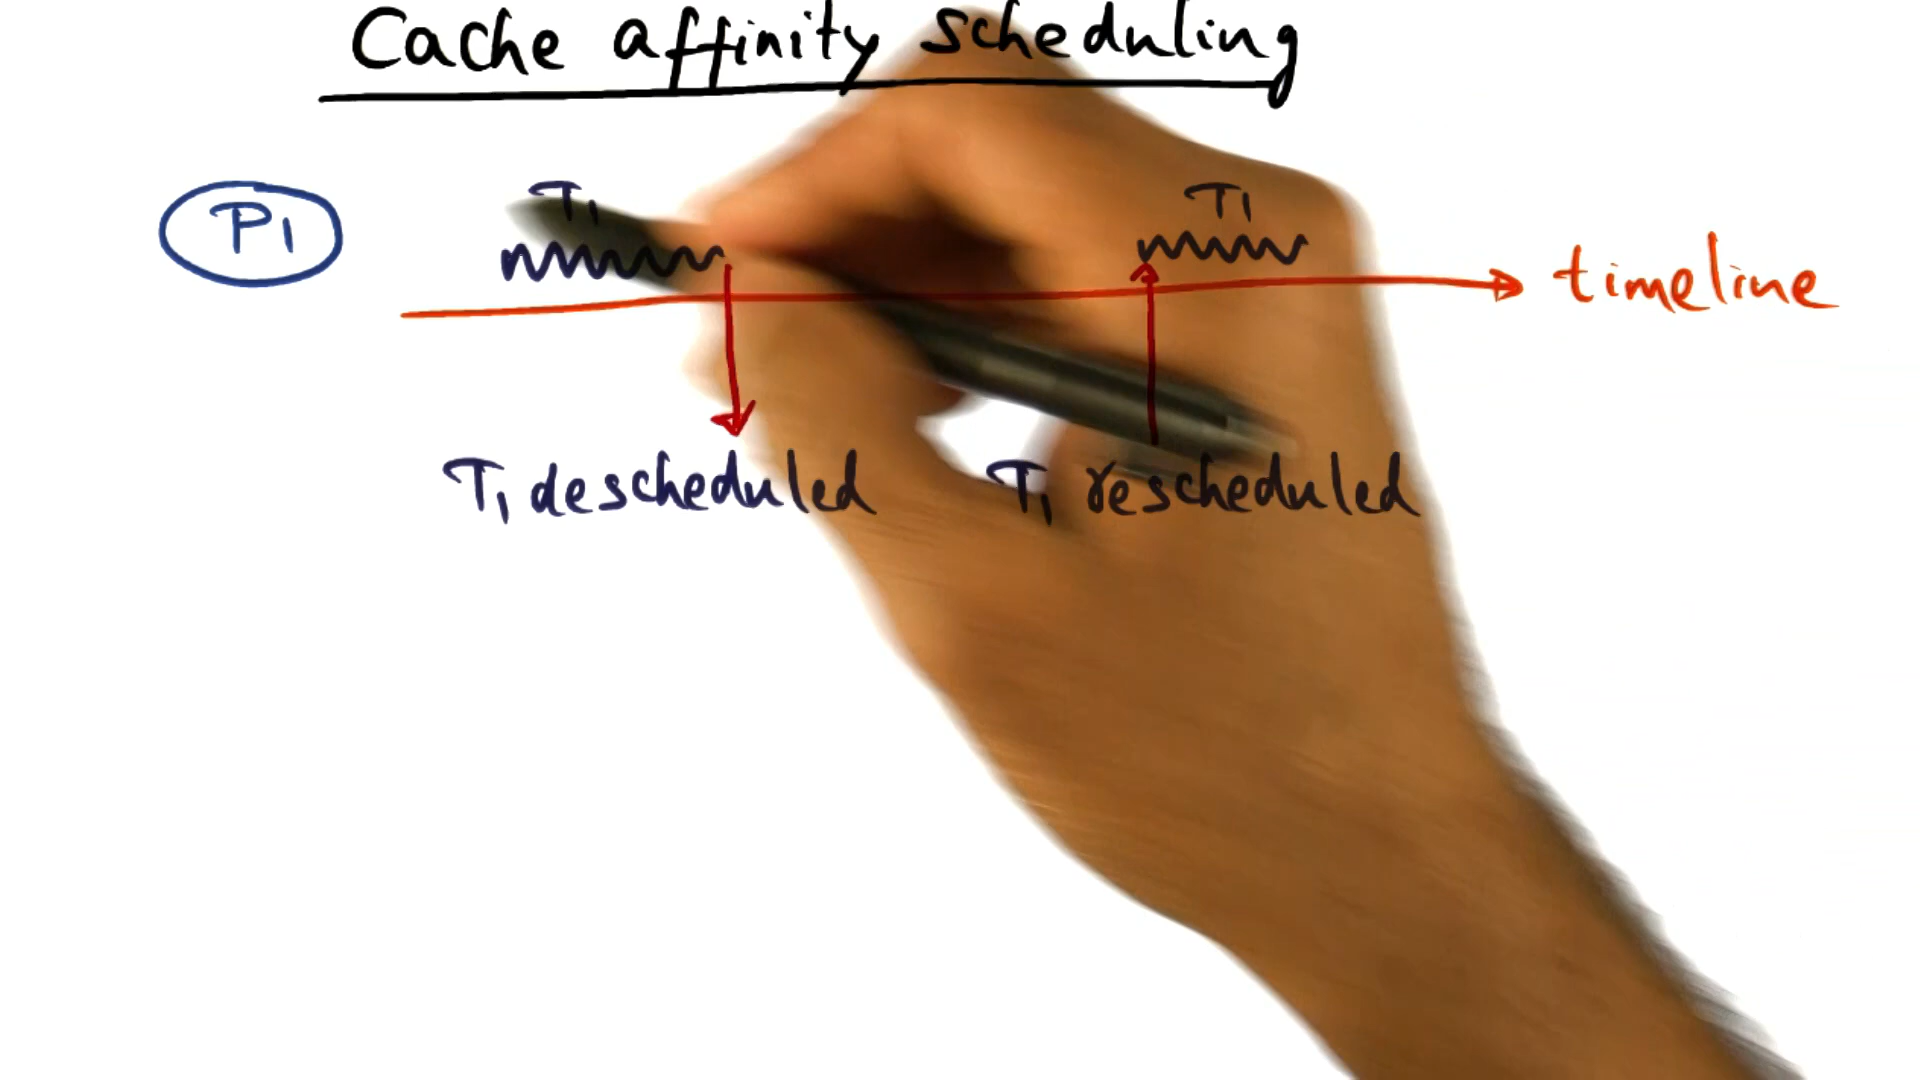 Cache affinity scheduling
P1
T1
T1
timeline
T1 descheduled
T1 rescheduled